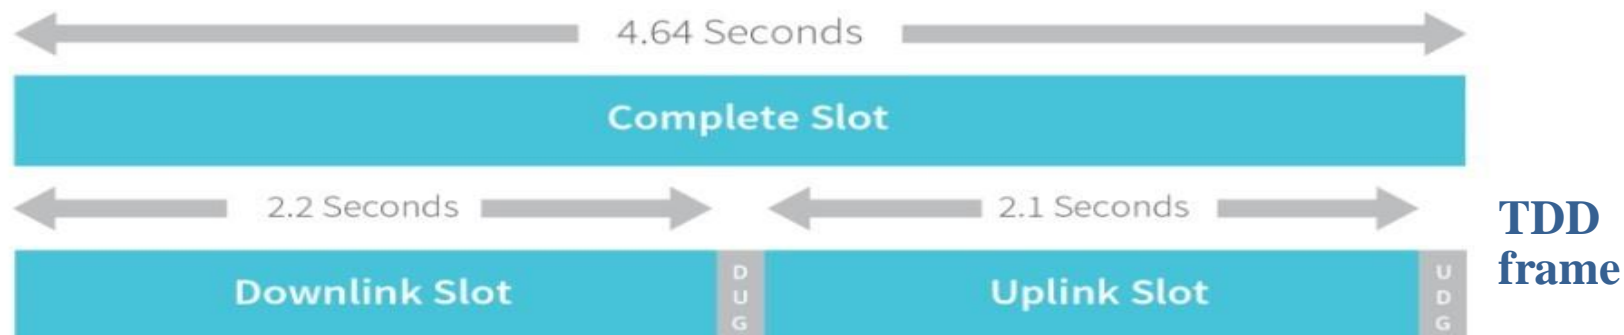 4.64 Seconds
Complete Slot
2.2 Seconds
2.1 Seconds
TDD
frame
Downlink Slot
D
U
G
Uplink Slot
U
D
G